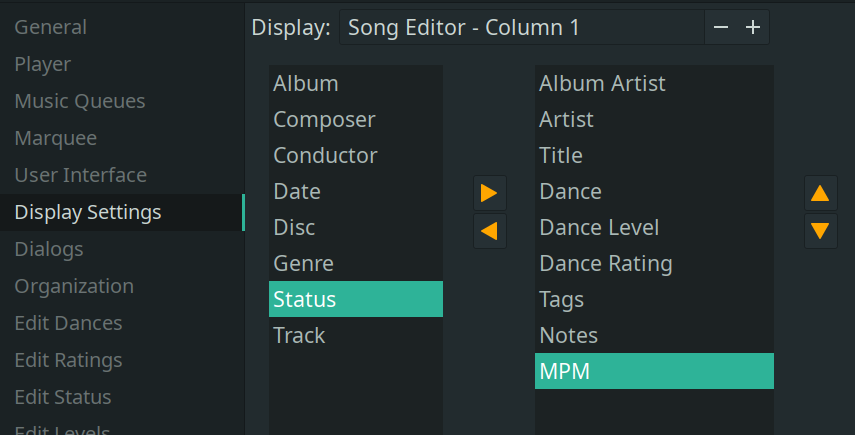 General
Player
Music Queues
Marquee
User Interface
Display Settings
Dialogs
Organization
Edit Dances
Edit Ratings
Edit Status
Edit Levels
Display: Song Editor - Column 1 − +
Album
Composer
Conductor
Date
Disc
Genre
Status
Track
Album Artist
Artist
Title
Dance
Dance Level
Dance Rating
Tags
Notes
MPM